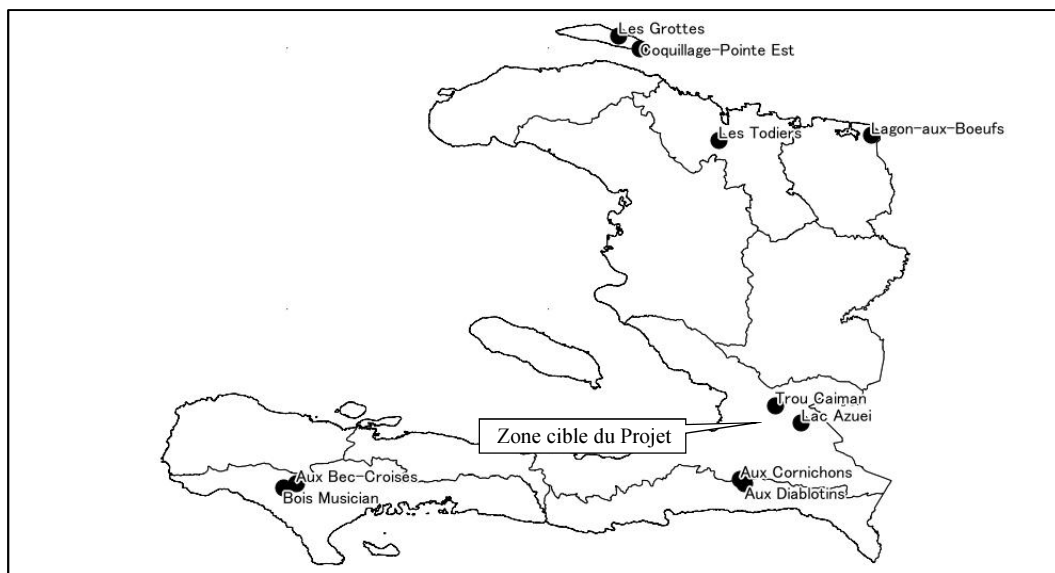 Les Grottes
Coquillage-Pointe Est
Les Todiers
Lagon-aux-Boeufs
Trou Caiman
Lac Azuei
Zone cible du Projet
Aux Bec-Croises
Bois Musician
Aux Cornichons
Aux Diablotins